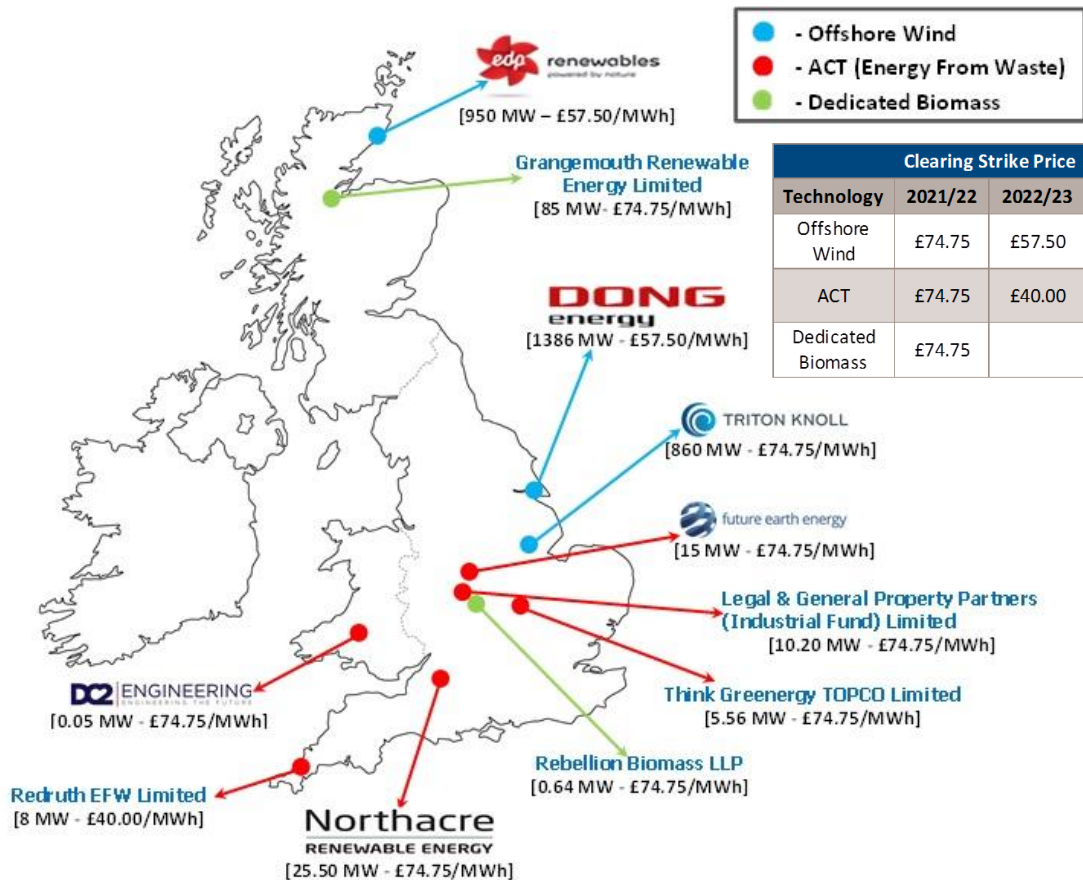 - Offshore Wind
- ACT (Energy From Waste)
- Dedicated Biomass
edp renewables
powered by nature
[950 MW – £57.50/MWh]
Grangemouth Renewable
Energy Limited
[85 MW- £74.75/MWh]
Clearing Strike Price
Technology 2021/22 2022/23
Offshore
Wind £74.75 £57.50
ACT £74.75 £40.00
Dedicated
Biomass £74.75
DONG
energy
[1386 MW - £57.50/MWh]
TRITON KNOLL
[860 MW - £74.75/MWh]
future earth energy
[15 MW - £74.75/MWh]
Legal & General Property Partners
(Industrial Fund) Limited
[10.20 MW - £74.75/MWh]
Think Greenergy TOPCO Limited
[5.56 MW - £74.75/MWh]
DC2 ENGINEERING
ENGINEERING THE FUTURE
[0.05 MW - £74.75/MWh]
Rebellion Biomass LLP
[0.64 MW - £74.75/MWh]
Redruth EFW Limited
[8 MW - £40.00/MWh]
Northacre
RENEWABLE ENERGY
[25.50 MW - £74.75/MWh]